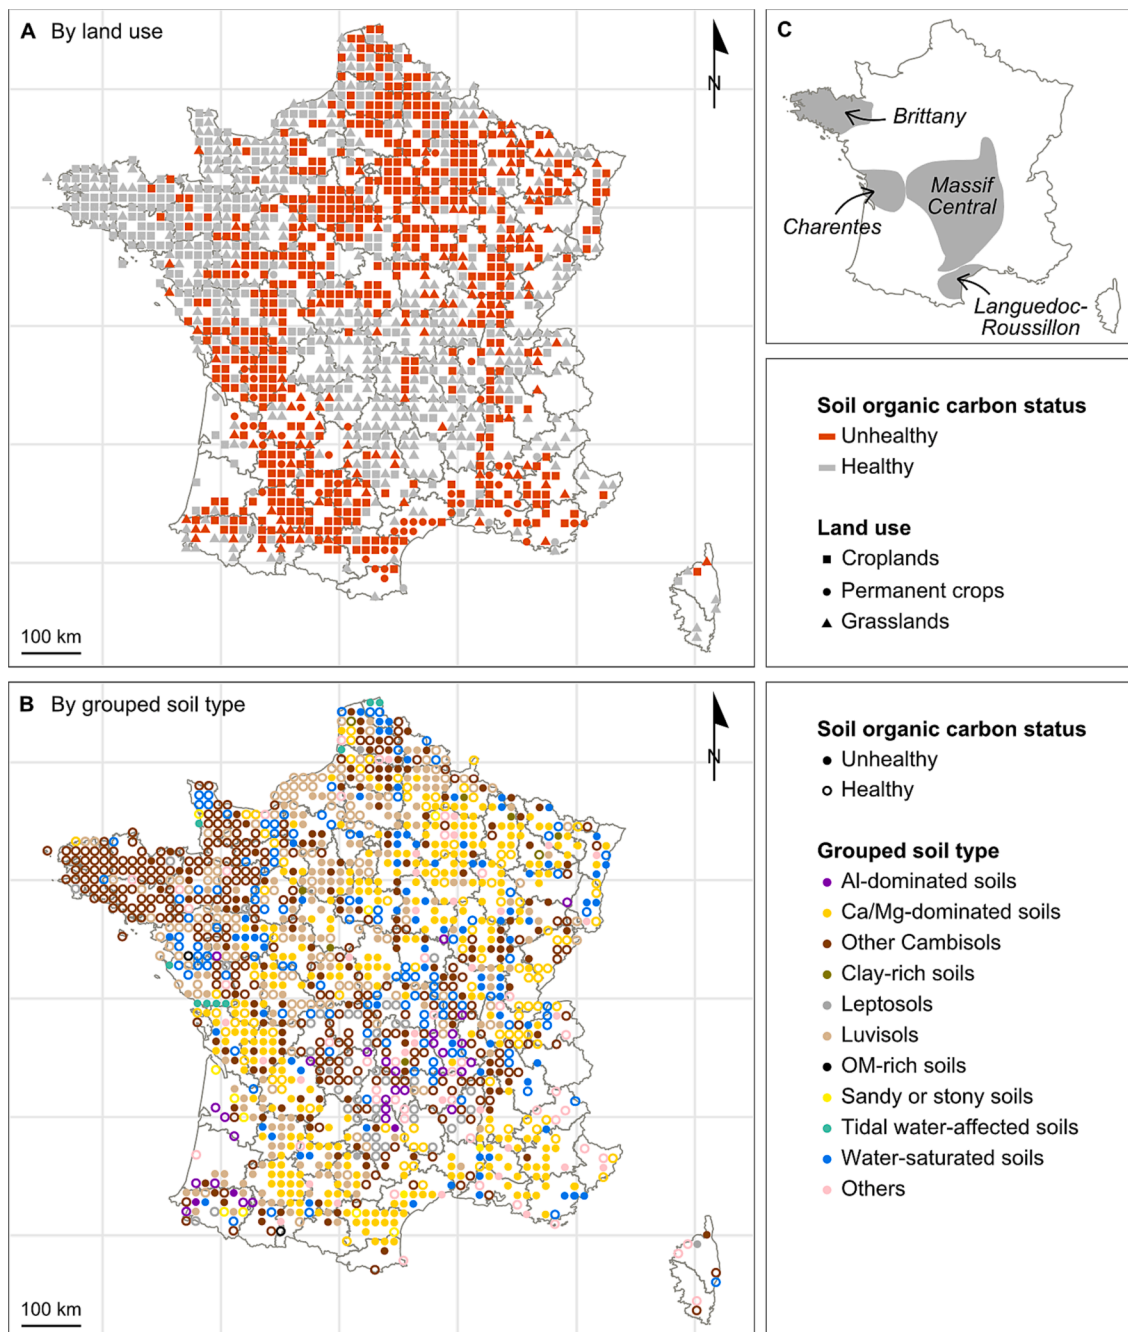 A By land use
N
100 km
C
Brittany
Massif
Central
Charentes
Languedoc-
Roussillon
Soil organic carbon status
Unhealthy
Healthy
Land use
Croplands
Permanent crops
Grasslands
B By grouped soil type
N
100 km
Soil organic carbon status
Unhealthy
Healthy
Grouped soil type
Al-dominated soils
Ca/Mg-dominated soils
Other Cambisols
Clay-rich soils
Leptosols
Luvisols
OM-rich soils
Sandy or stony soils
Tidal water-affected soils
Water-saturated soils
Others